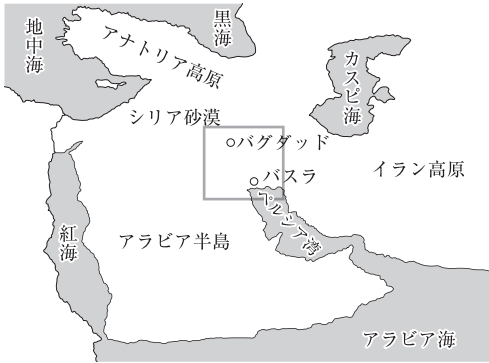 地中海
黒海
アナトリア高原
カスピ海
シリア砂漠
バグダッド
イラン高原
バスラ
ペルシア湾
紅海
アラビア半島
アラビア海